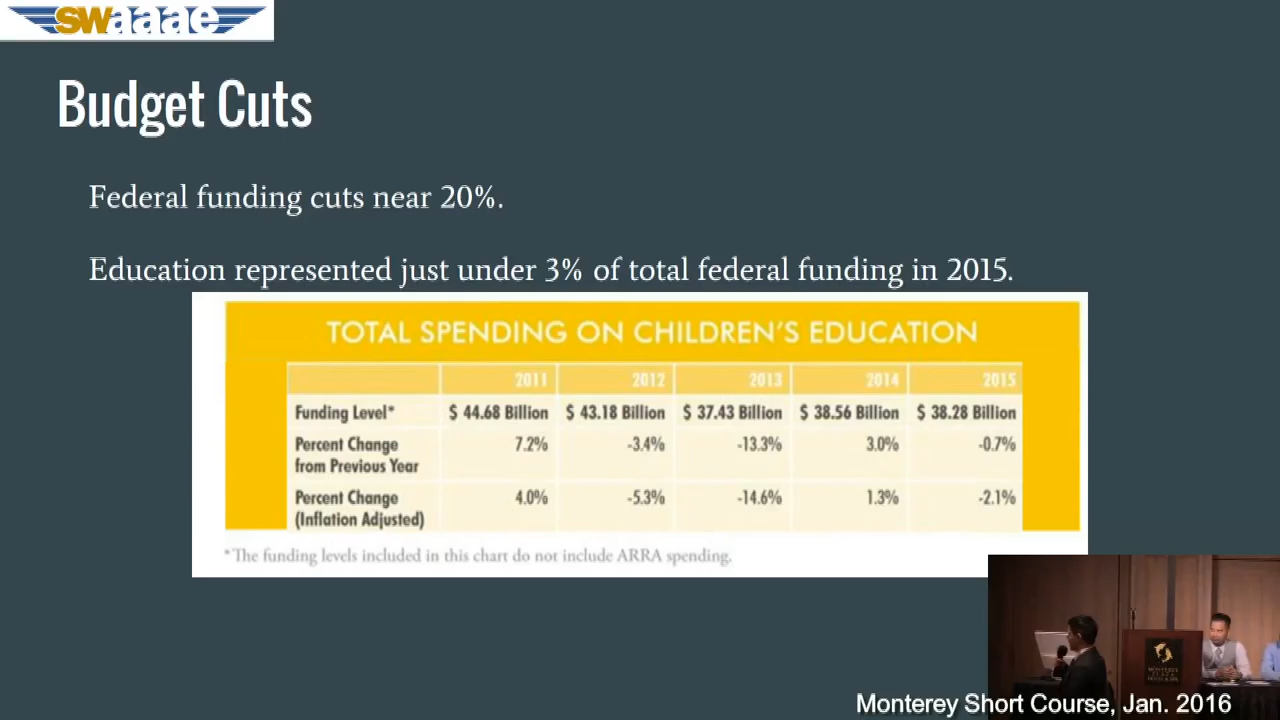 swaaae
Budget Cuts
Federal funding cuts near 20%.
Education represented just under 3% of total federal funding in 2015.
TOTAL SPENDING ON CHILDREN'S EDUCATION
2011 2012 2013 2014 2015
Funding Level* $ 44.68 Billion $ 43.18 Billion $ 37.43 Billion $ 38.56 Billion $ 38.28 Billion
Percent Change 7.2% -3.4% -13.3% 3.0% -0.7%
from Previous Year
Percent Change 4.0% -5.3% -14.6% 1.3% -2.1%
(Inflation Adjusted)
* The funding levels included in this chart do not include ARRA spending.
MONTEREY
PLAZA
Monterey Short Course, Jan. 2016